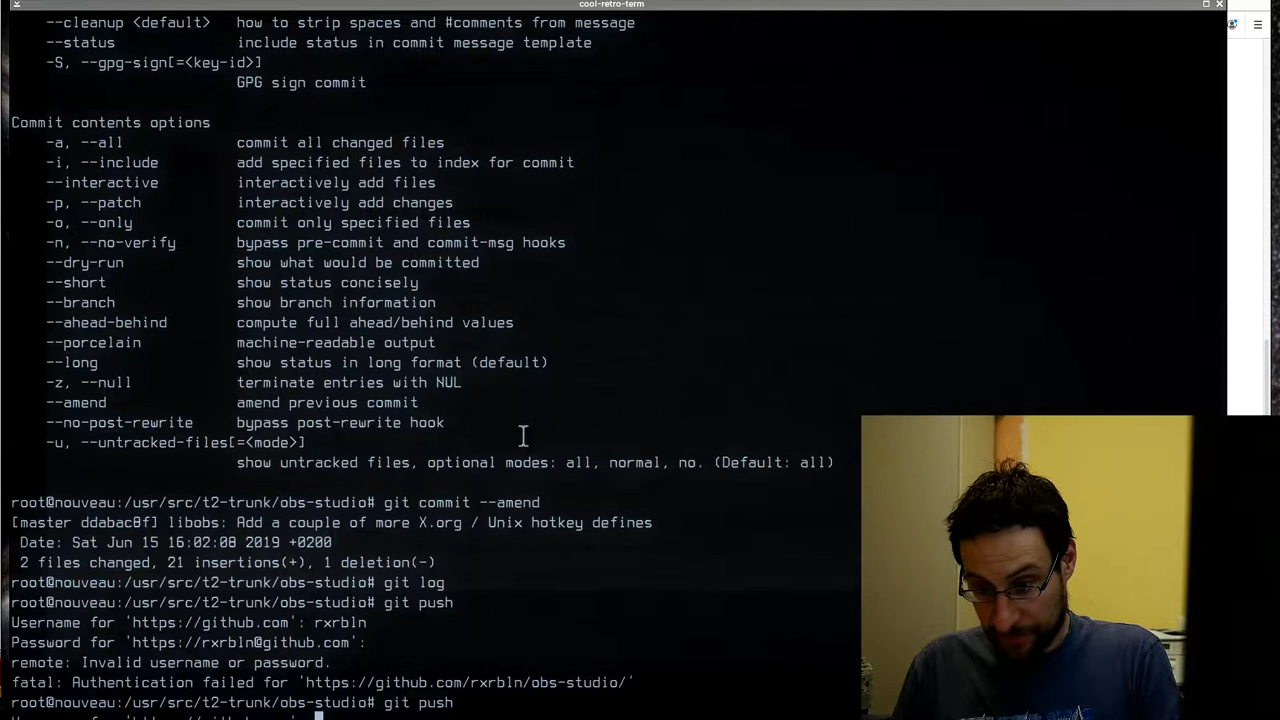 cool-retro-term
--cleanup <default> how to strip spaces and #comments from message
--status include status in commit message template
-S, --gpg-sign[=<key-id>]
GPG sign commit
Commit contents options
-a, --all commit all changed files
-i, --include add specified files to index for commit
--interactive interactively add files
-p, --patch interactively add changes
-o, --only commit only specified files
-n, --no-verify bypass pre-commit and commit-msg hooks
--dry-run show what would be committed
--short show status concisely
--branch show branch information
--ahead-behind compute full ahead/behind values
--porcelain machine-readable output
--long show status in long format (default)
-z, --null terminate entries with NUL
--amend amend previous commit
--no-post-rewrite bypass post-rewrite hook
-u, --untracked-files[=<mode>]
show untracked files, optional modes: all, normal, no. (Default: all)
root@nouveau:/usr/src/t2-trunk/obs-studio# git commit --amend
[master ddabac8f] libobs: Add a couple of more X.org / Unix hotkey defines
Date: Sat Jun 15 16:02:08 2019 +0200
2 files changed, 21 insertions(+), 1 deletion(-)
root@nouveau:/usr/src/t2-trunk/obs-studio# git log
root@nouveau:/usr/src/t2-trunk/obs-studio# git push
Username for 'https://github.com': rxrbln
Password for 'https://rxrbln@github.com':
remote: Invalid username or password.
fatal: Authentication failed for 'https://github.com/rxrbln/obs-studio/'
root@nouveau:/usr/src/t2-trunk/obs-studio# git push